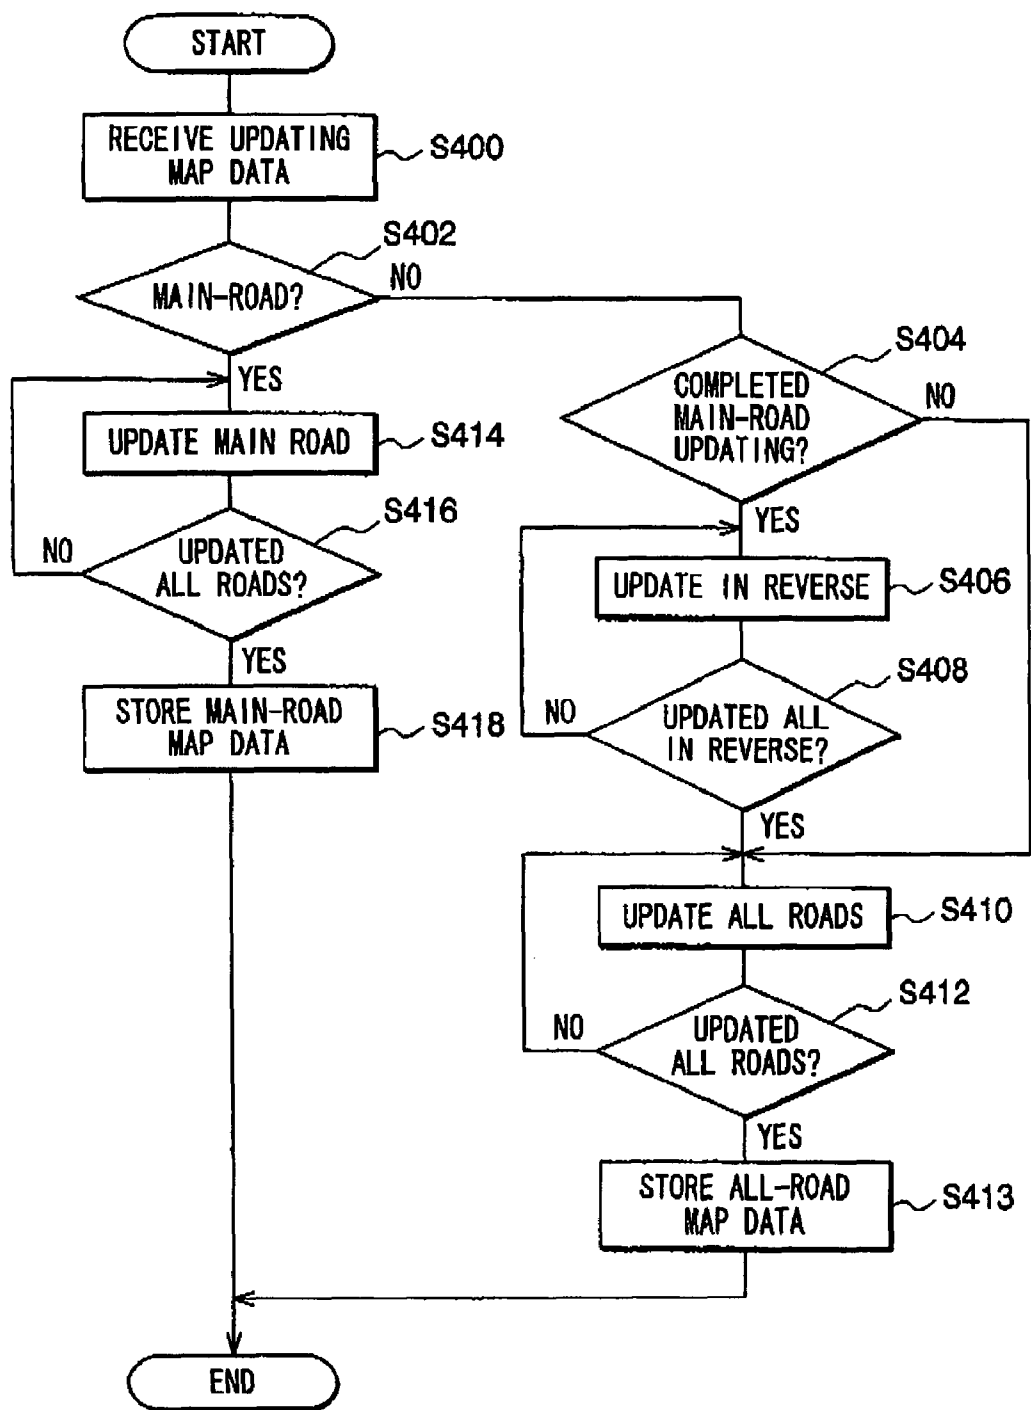 START
RECEIVE UPDATING
MAP DATA
S400
S402
MAIN-ROAD?
NO
YES
UPDATE MAIN ROAD
S414
S416
UPDATED
ALL ROADS?
NO
YES
STORE MAIN-ROAD
MAP DATA
S418
S404
COMPLETED
MAIN-ROAD
UPDATING?
NO
YES
UPDATE IN REVERSE
S406
S408
UPDATED ALL
IN REVERSE?
NO
YES
UPDATE ALL ROADS
S410
S412
UPDATED
ALL ROADS?
NO
YES
STORE ALL-ROAD
MAP DATA
S413
END